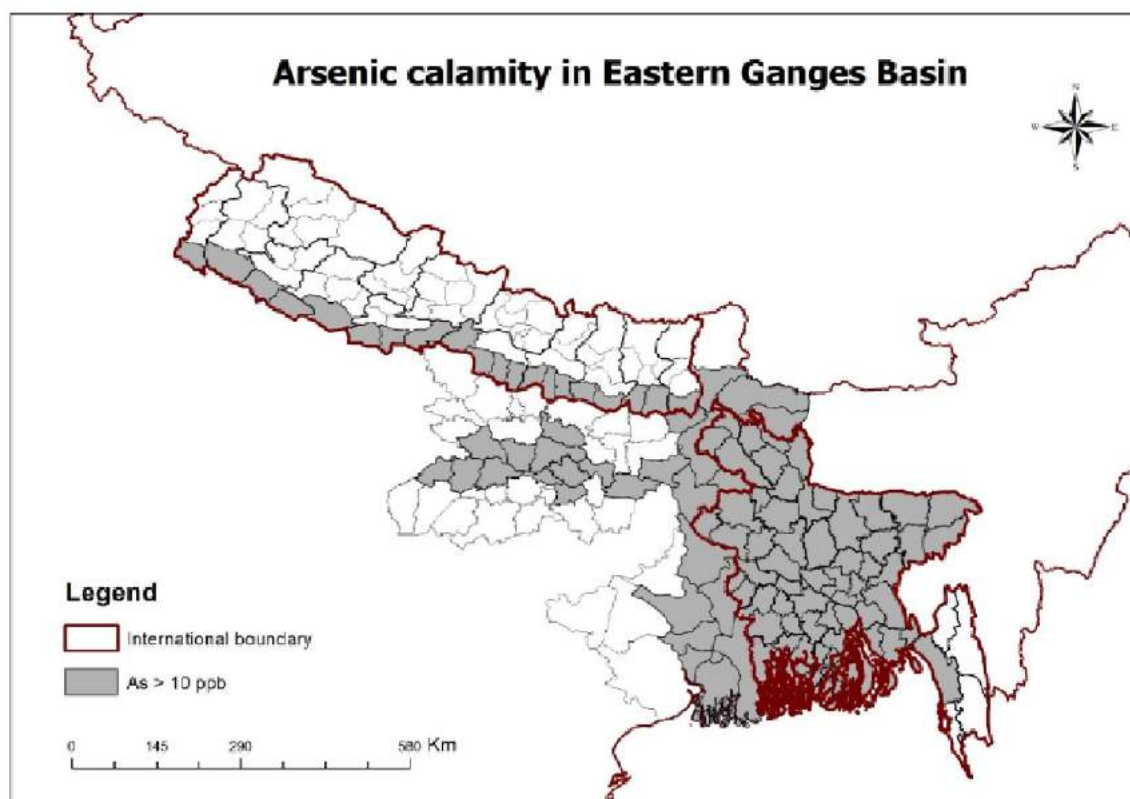 Arsenic calamity in Eastern Ganges Basin
N
W E
S
Legend
International boundary
As > 10 ppb
0 145 290 580 Km